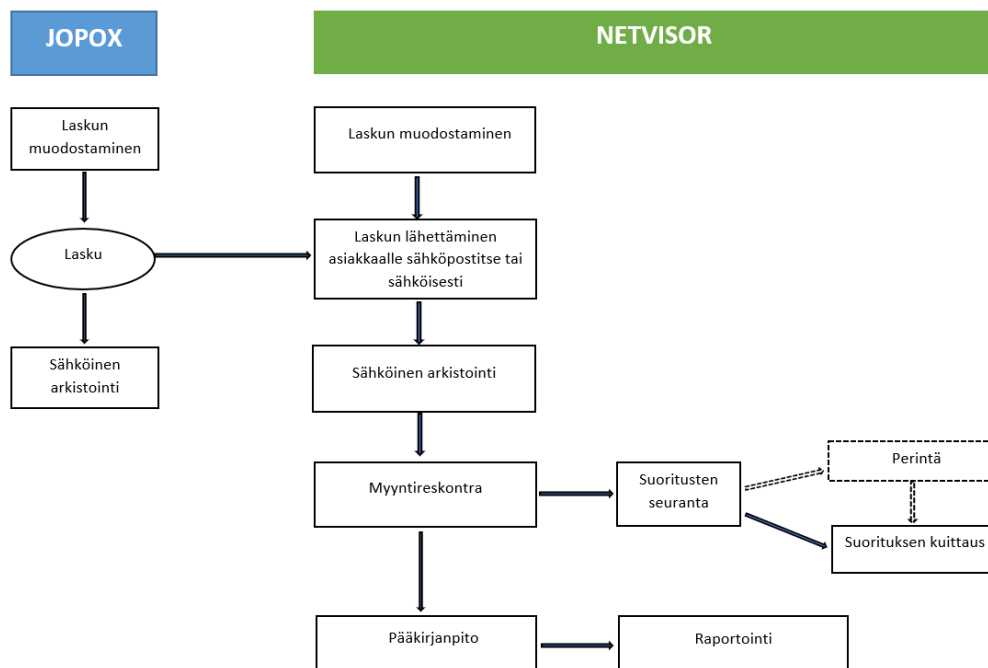 JOPOX
NETVISOR
Laskun
muodostaminen
Laskun muodostaminen
Lasku
Laskun lähettäminen
asiakkaalle sähköpostitse tai
sähköisesti
Sähköinen
arkistointi
Sähköinen arkistointi
Myyntireskontra
Suoritusten
seuranta
Perintä
Suorituksen kuittaus
Pääkirjanpito
Raportointi